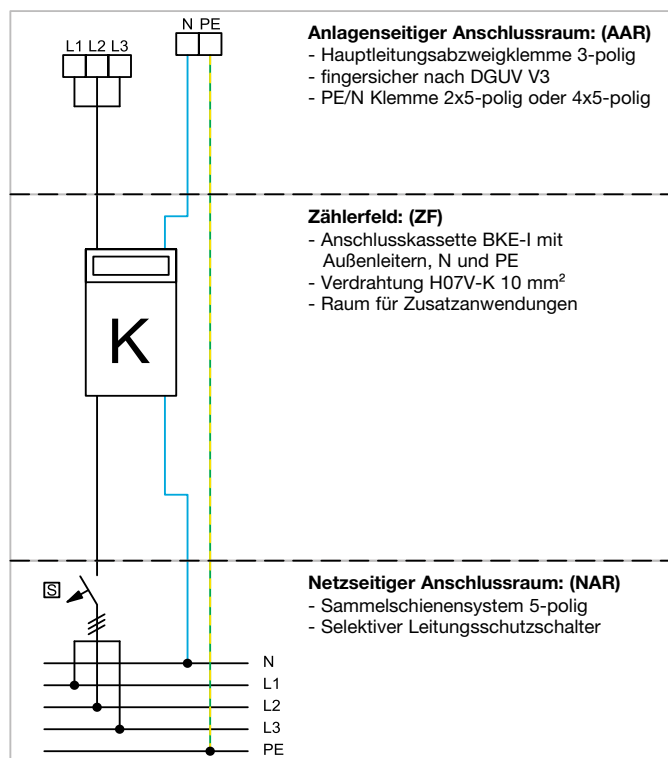 L1 L2 L3
N PE
Anlagenseitiger Anschlussraum: (AAR)
- Hauptleitungsabzweigklemme 3-polig
- fingersicher nach DGUV V3
- PE/N Klemme 2x5-polig oder 4x5-polig
Zählerfeld: (ZF)
- Anschlusskassette BKE-I mit
Außenleitern, N und PE
- Verdrahtung H07V-K 10 mm²
- Raum für Zusatzanwendungen
K
Netzseitiger Anschlussraum: (NAR)
- Sammelschienensystem 5-polig
- Selektiver Leitungsschutzschalter
S
N
L1
L2
L3
PE